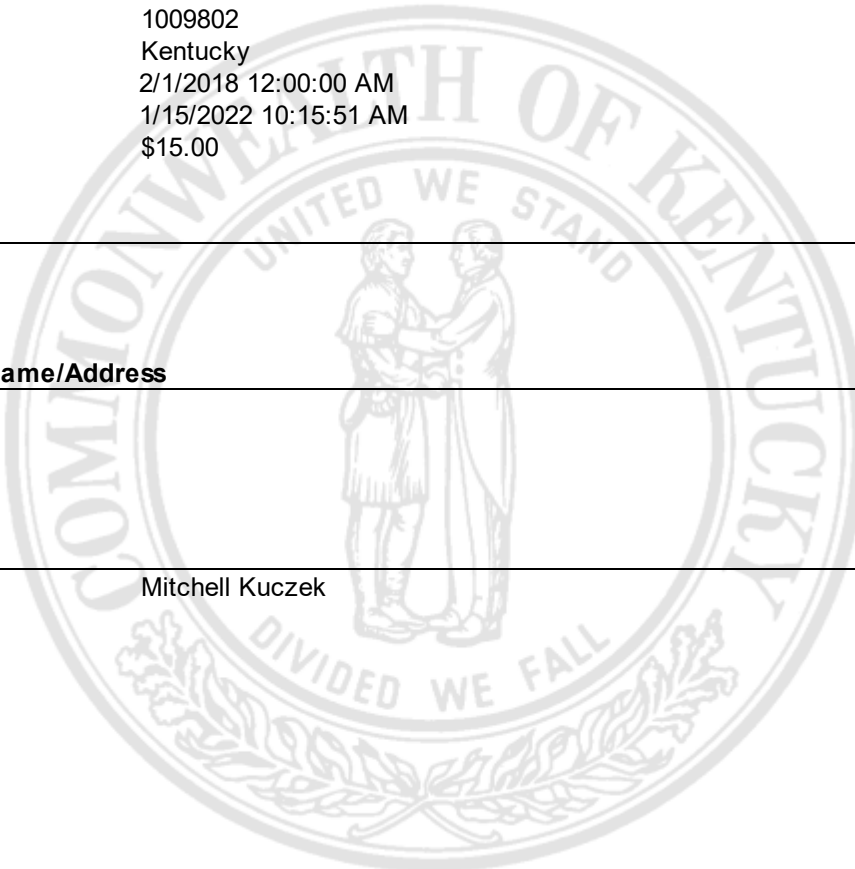 1009802
Kentucky
2/1/2018 12:00:00 AM
1/15/2022 10:15:51 AM
$15.00
COMMONWEALTH OF KENTUCKY
UNITED WE STAND
ame/Address
Mitchell Kuczek
DIVIDED WE FALL